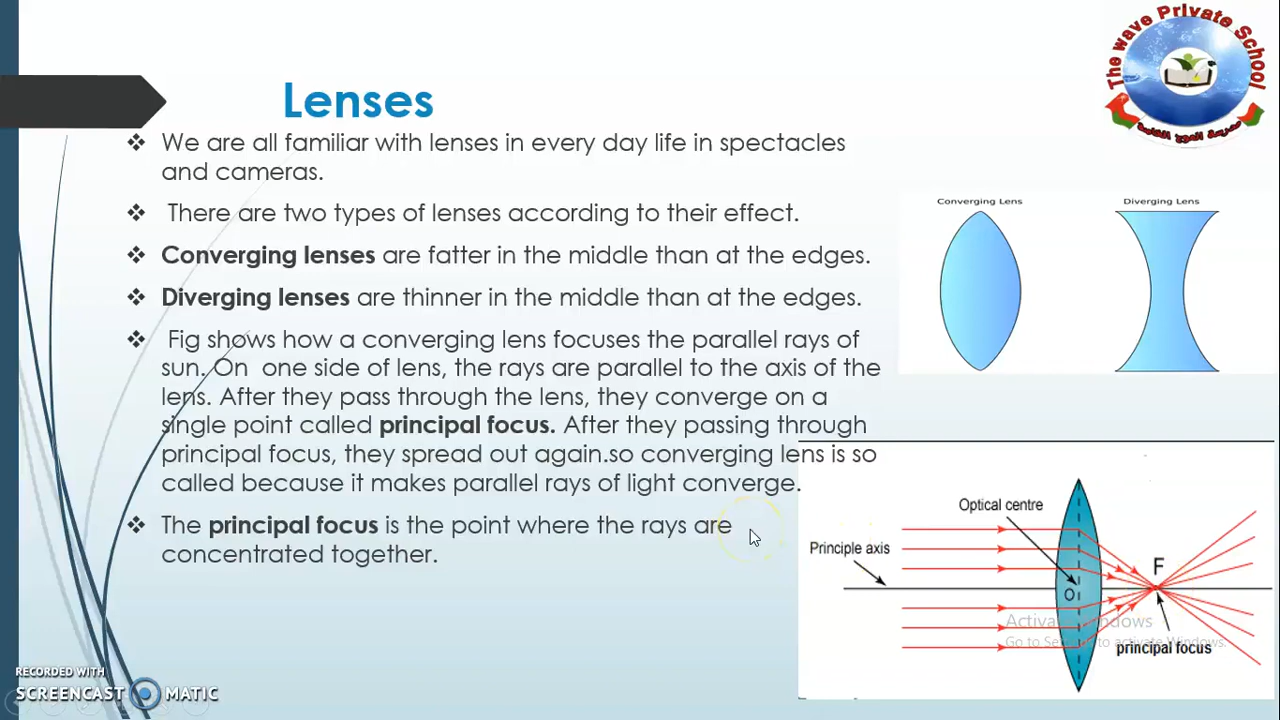 The wave Private School
مدرسة الموج الخاصة
Lenses
❖ We are all familiar with lenses in every day life in spectacles
and cameras.
❖ There are two types of lenses according to their effect.
❖ Converging lenses are fatter in the middle than at the edges.
❖ Diverging lenses are thinner in the middle than at the edges.
❖ Fig shows how a converging lens focuses the parallel rays of
sun. On one side of lens, the rays are parallel to the axis of the
lens. After they pass through the lens, they converge on a
single point called principal focus. After they passing through
principal focus, they spread out again.so converging lens is so
called because it makes parallel rays of light converge.
❖ The principal focus is the point where the rays are
concentrated together.
Converging Lens
Diverging Lens
Optical centre
Principle axis
F
O
principal focus
Activate Windows
Go to Settings to activate Windows.
RECORDED WITH
SCREENCAST MATIC